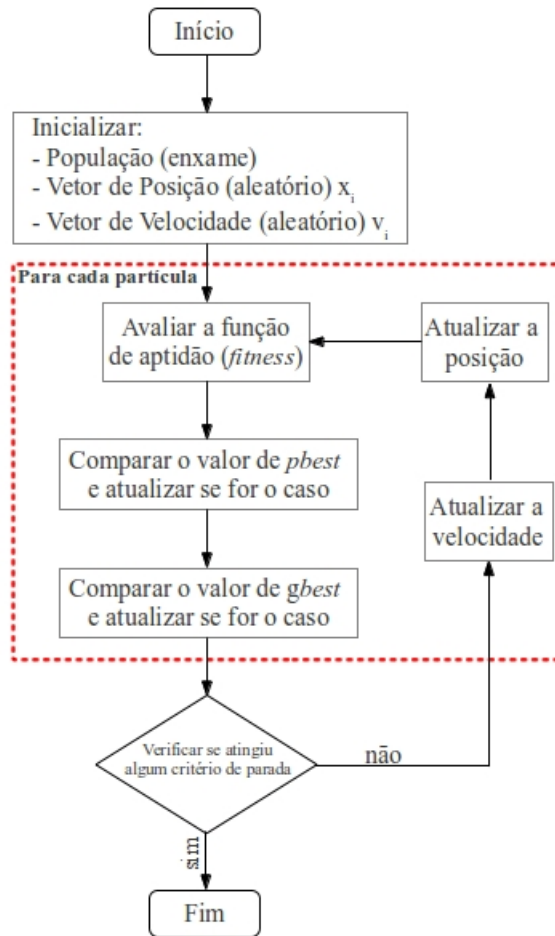 Início
Inicializar:
- População (enxame)
- Vetor de Posição (aleatório) xi
- Vetor de Velocidade (aleatório) vi
Para cada partícula
Avaliar a função
de aptidão (fitness)
Atualizar a
posição
Comparar o valor de pbest
e atualizar se for o caso
Atualizar a
velocidade
Comparar o valor de gbest
e atualizar se for o caso
Verificar se atingiu
algum critério de parada
não
sim
Fim